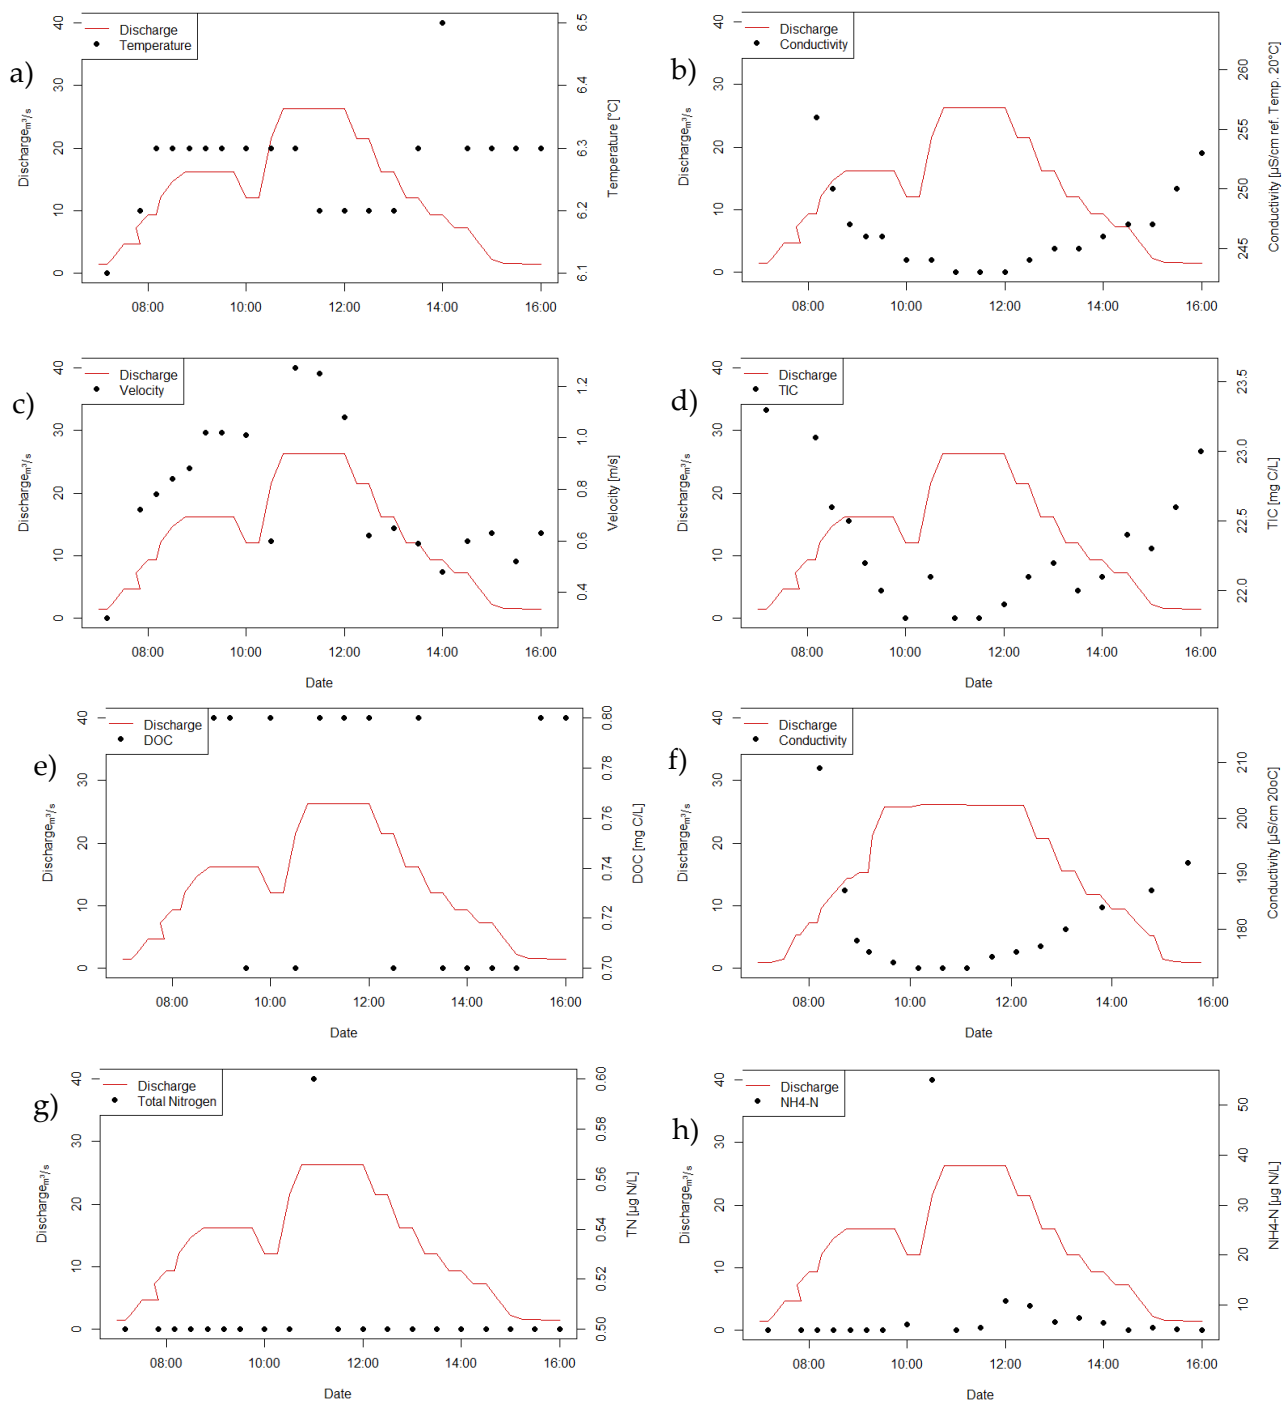 a)
Discharge
Temperature
0 10 20 30 40
Discharge m³/s
08:00 10:00 12:00 14:00 16:00
6.1 6.2 6.3 6.4 6.5
Temperature [°C]
b)
Discharge
Conductivity
0 10 20 30 40
Discharge m³/s
08:00 10:00 12:00 14:00 16:00
245 250 255 260
Conductivity [µS/cm ref. Temp. 20°C]
c)
Discharge
Velocity
0 10 20 30 40
Discharge m³/s
08:00 10:00 12:00 14:00 16:00
Date
0.4 0.6 0.8 1.0 1.2
Velocity [m/s]
d)
Discharge
TIC
0 10 20 30 40
Discharge m³/s
08:00 10:00 12:00 14:00 16:00
Date
22.0 22.5 23.0 23.5
TIC [mg C/L]
e)
Discharge
DOC
0 10 20 30 40
Discharge m³/s
08:00 10:00 12:00 14:00 16:00
Date
0.70 0.72 0.74 0.76 0.78 0.80
DOC [mg C/L]
f)
Discharge
Conductivity
0 10 20 30 40
Discharge m³/s
08:00 10:00 12:00 14:00 16:00
Date
180 190 200 210
Conductivity [µS/cm 20oC]
g)
Discharge
Total Nitrogen
0 10 20 30 40
Discharge m³/s
08:00 10:00 12:00 14:00 16:00
Date
0.50 0.52 0.54 0.56 0.58 0.60
TN [µg N/L]
h)
Discharge
NH4-N
0 10 20 30 40
Discharge m³/s
08:00 10:00 12:00 14:00 16:00
Date
10 20 30 40 50
NH4-N [µg N/L]